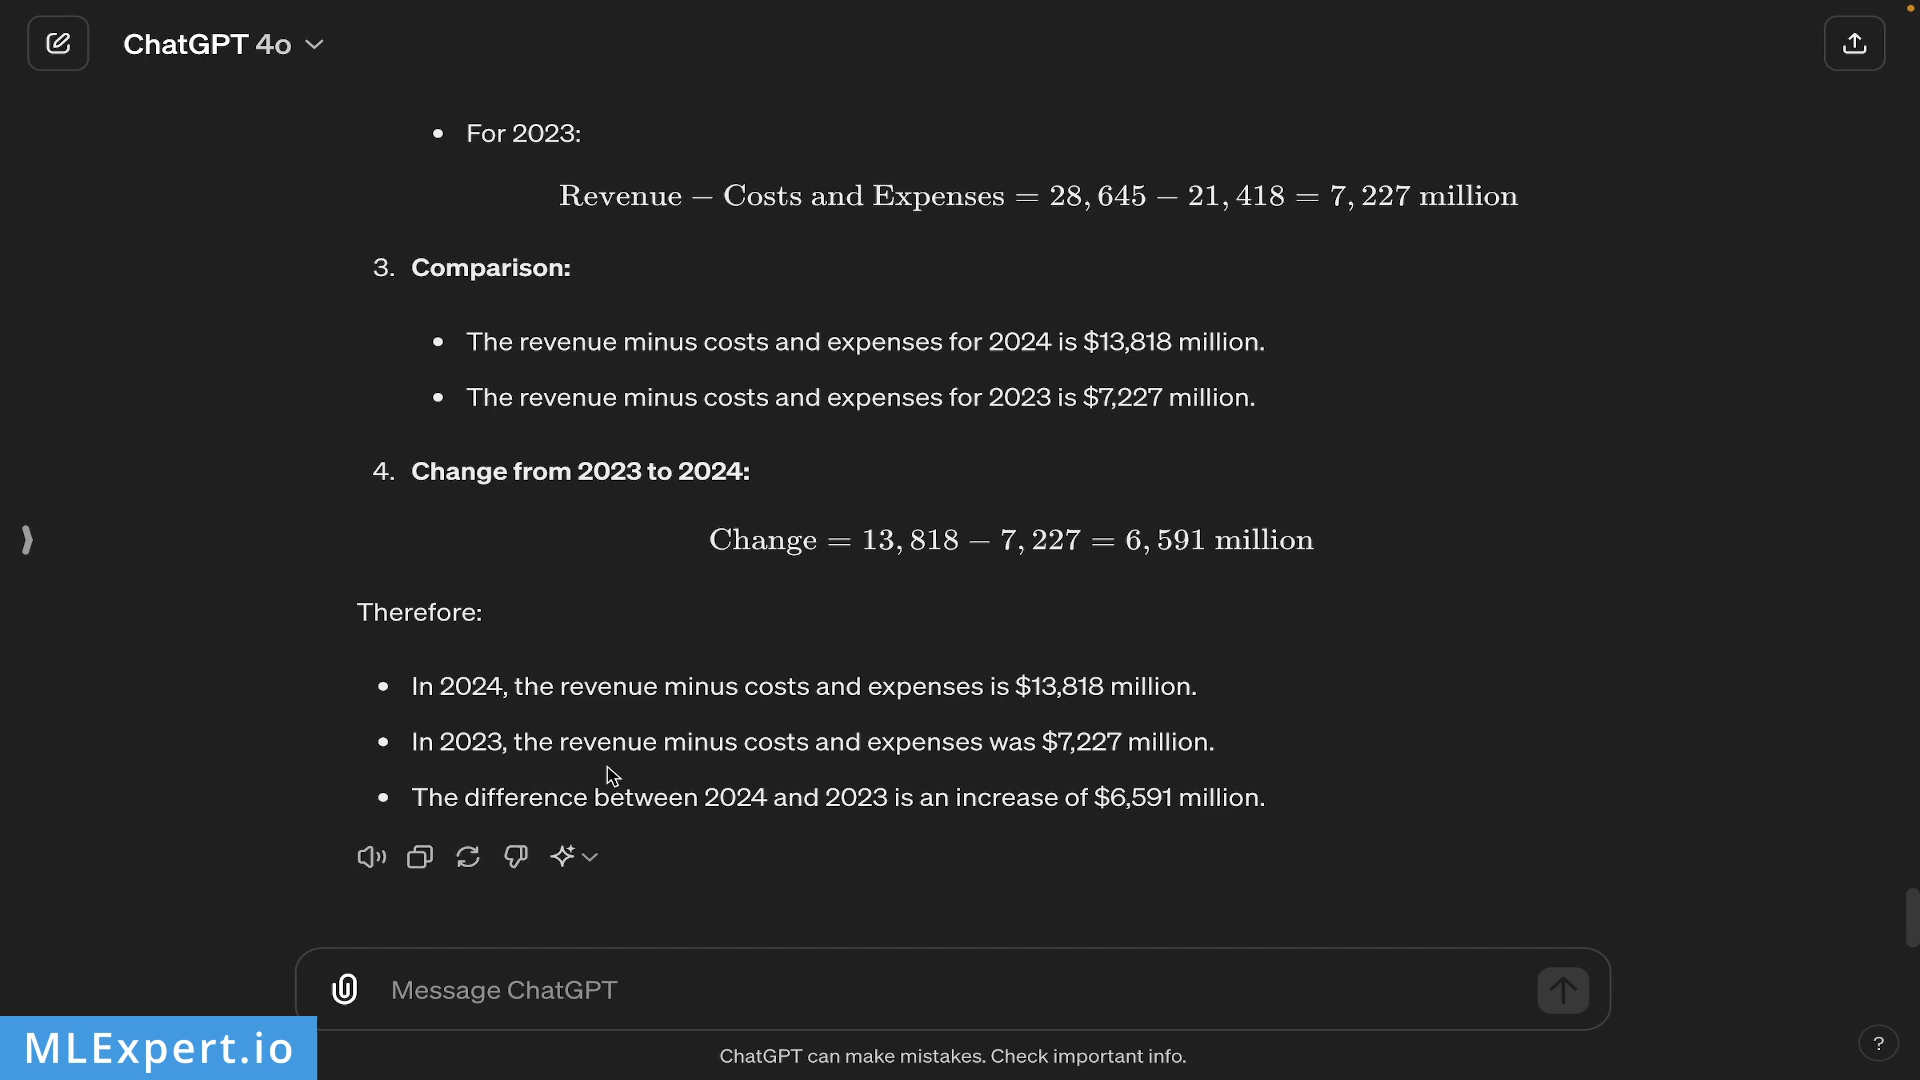 ChatGPT 4o
• For 2023:
Revenue − Costs and Expenses = 28, 645 − 21, 418 = 7, 227 million
3. Comparison:
• The revenue minus costs and expenses for 2024 is $13,818 million.
• The revenue minus costs and expenses for 2023 is $7,227 million.
4. Change from 2023 to 2024:
Change = 13, 818 − 7, 227 = 6, 591 million
Therefore:
• In 2024, the revenue minus costs and expenses is $13,818 million.
• In 2023, the revenue minus costs and expenses was $7,227 million.
• The difference between 2024 and 2023 is an increase of $6,591 million.
Message ChatGPT
MLExpert.io
ChatGPT can make mistakes. Check important info.
?